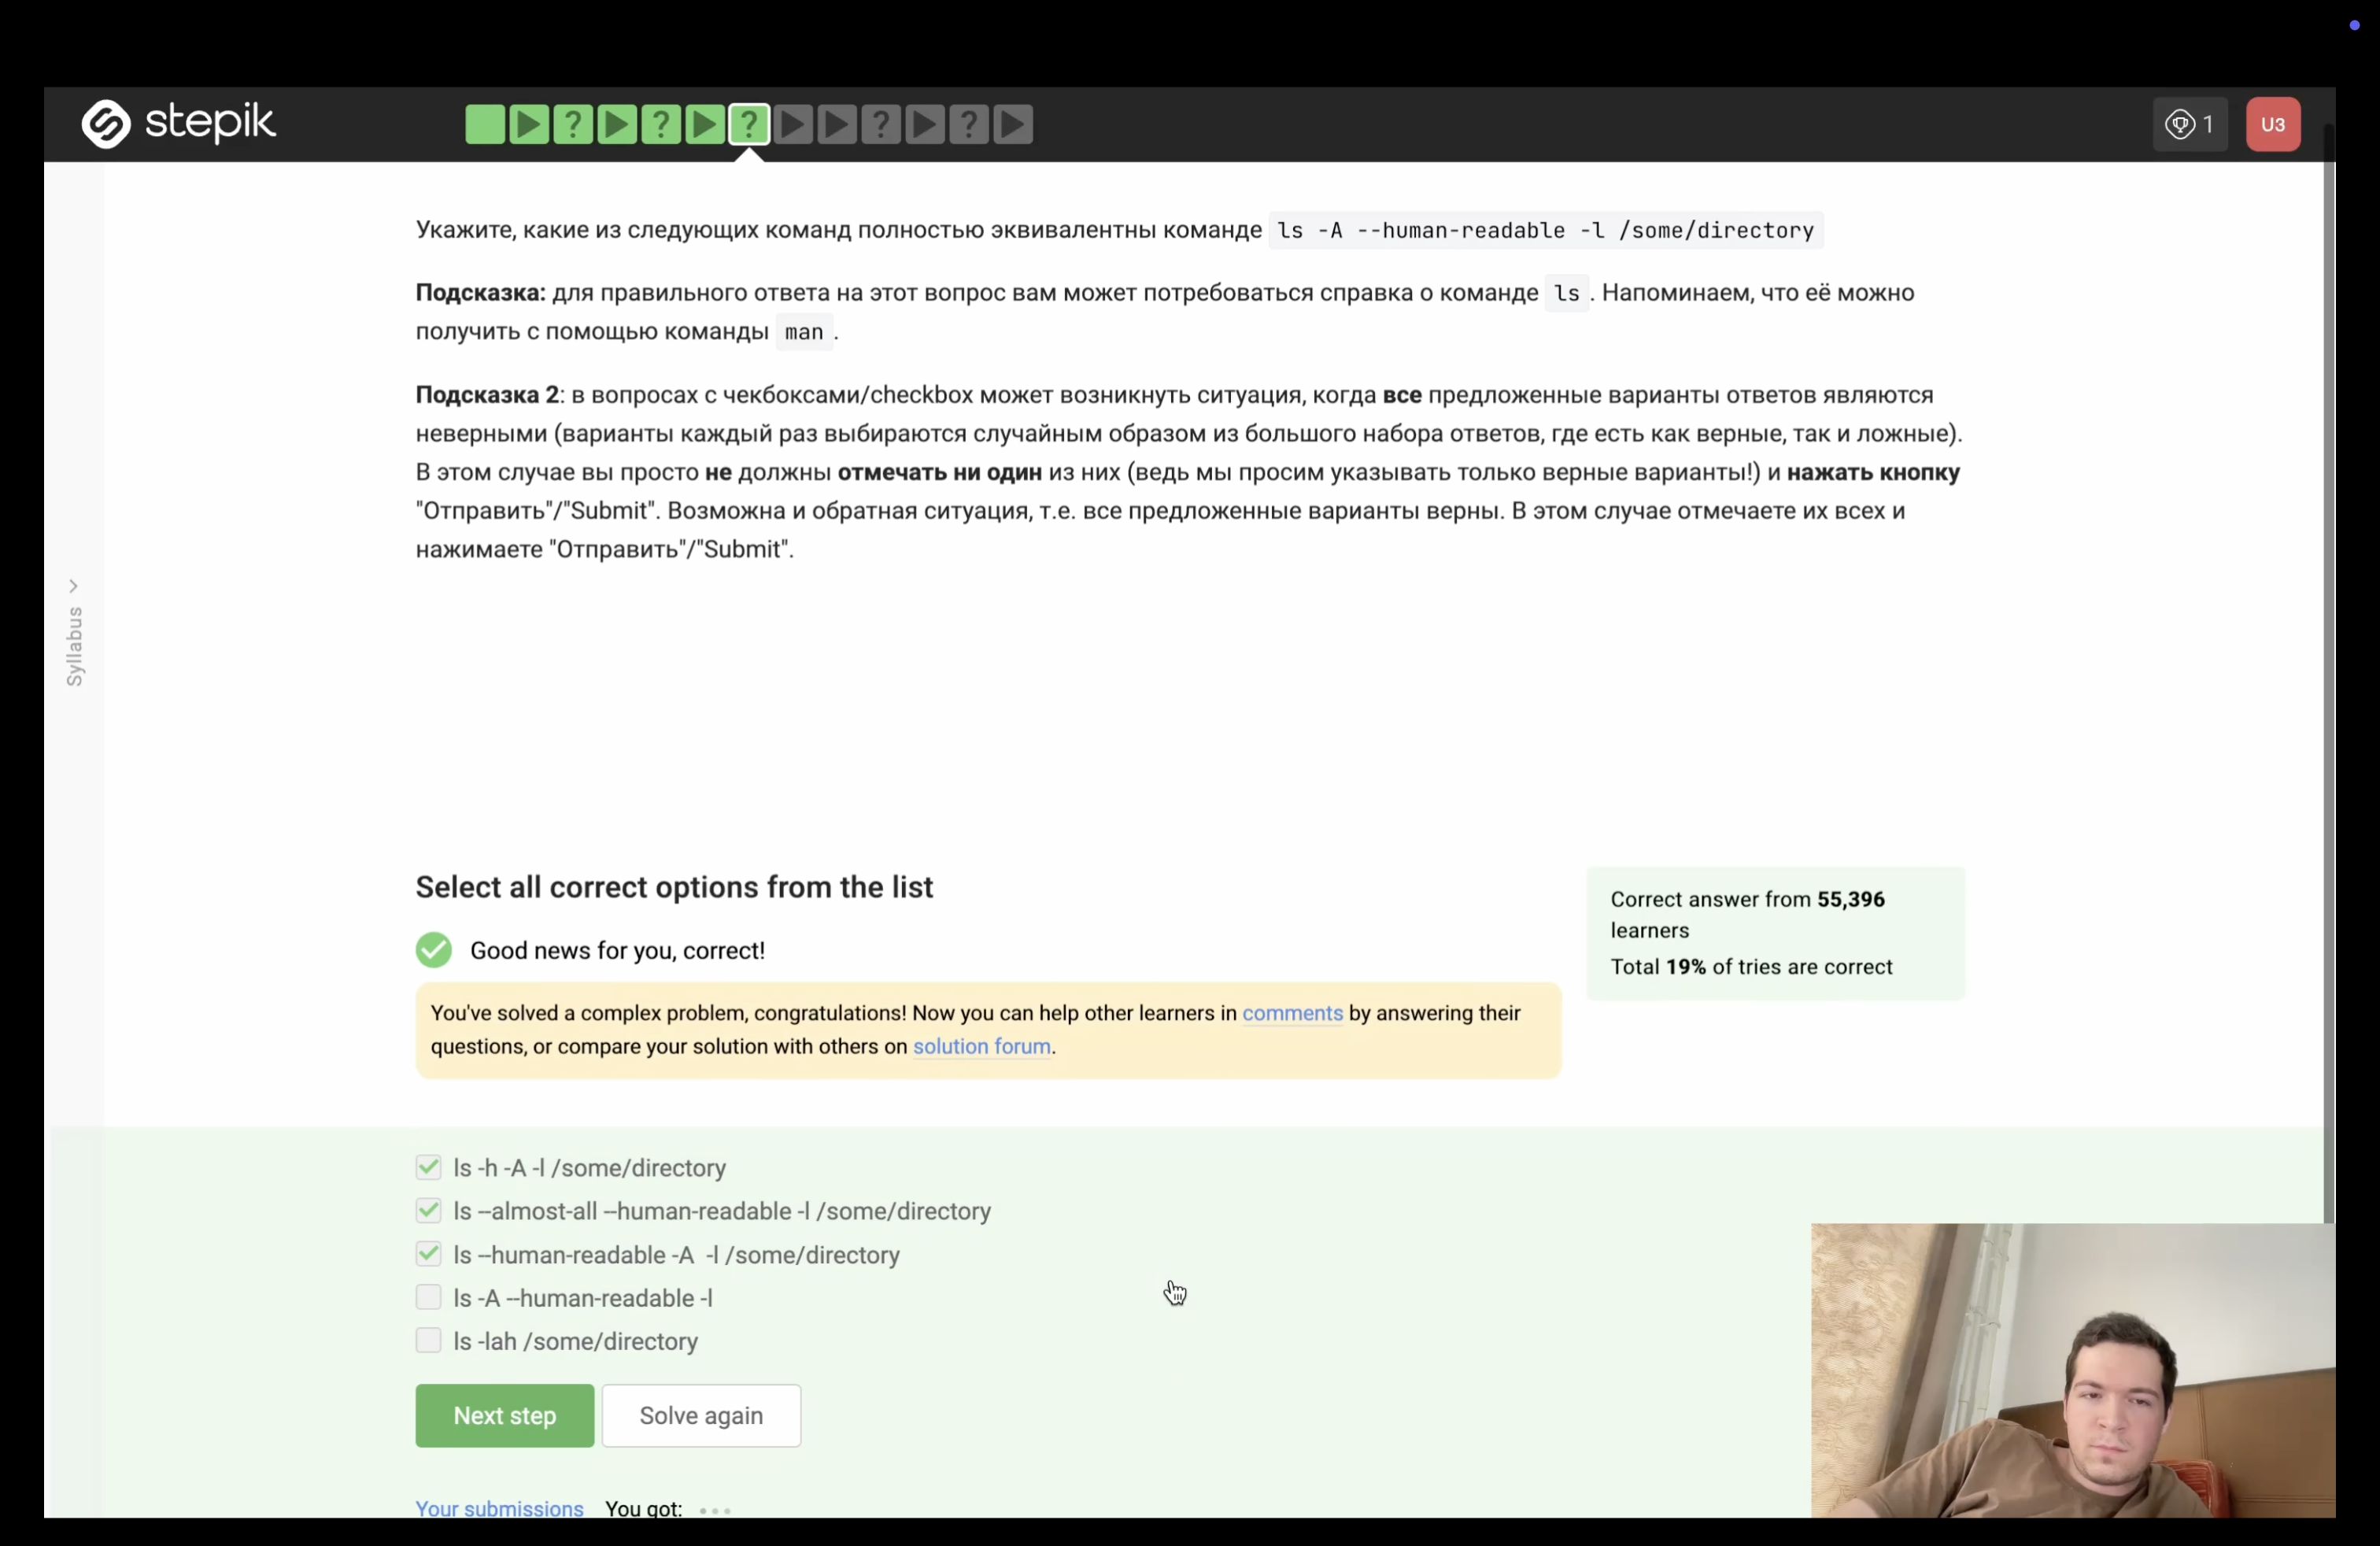 stepik
1
U3
Укажите, какие из следующих команд полностью эквивалентны команде ls -A --human-readable -l /some/directory
Подсказка: для правильного ответа на этот вопрос вам может потребоваться справка о команде ls . Напоминаем, что её можно
получить с помощью команды man .
Подсказка 2: в вопросах с чекбоксами/checkbox может возникнуть ситуация, когда все предложенные варианты ответов являются
неверными (варианты каждый раз выбираются случайным образом из большого набора ответов, где есть как верные, так и ложные).
В этом случае вы просто не должны отмечать ни один из них (ведь мы просим указывать только верные варианты!) и нажать кнопку
"Отправить"/"Submit". Возможна и обратная ситуация, т.е. все предложенные варианты верны. В этом случае отмечаете их всех и
нажимаете "Отправить"/"Submit".
Syllabus
Select all correct options from the list
Good news for you, correct!
You've solved a complex problem, congratulations! Now you can help other learners in comments by answering their
questions, or compare your solution with others on solution forum.
Correct answer from 55,396
learners
Total 19% of tries are correct
ls -h -A -l /some/directory
ls --almost-all --human-readable -l /some/directory
ls --human-readable -A  -l /some/directory
ls -A --human-readable -l
ls -lah /some/directory
Next step
Solve again
Your submissions You got: